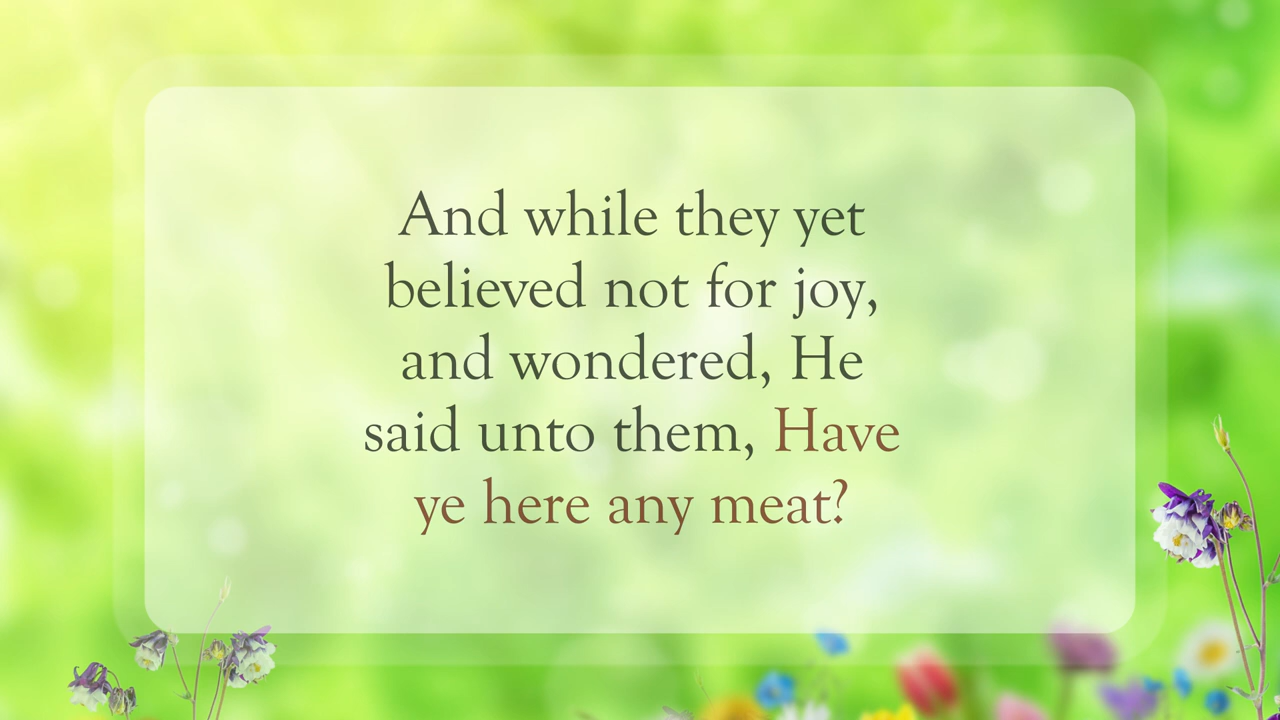 And while they yet
believed not for joy,
and wondered, He
said unto them, Have
ye here any meat?